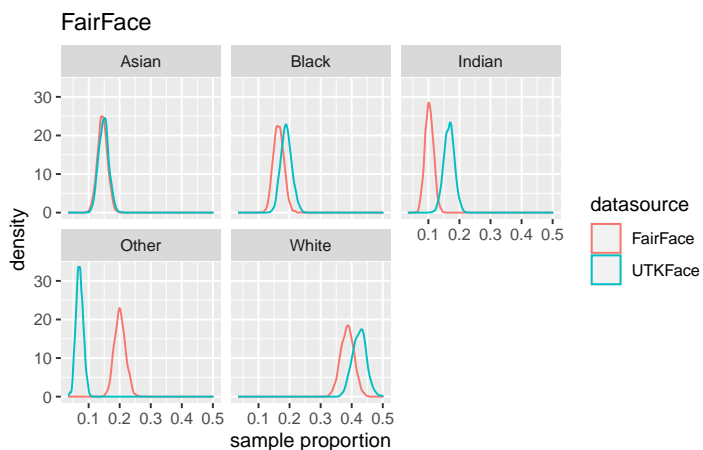 FairFace
Asian
Black
Indian
30
20
10
0
0.1 0.2 0.3 0.4 0.5
Other
White
30
20
10
0
0.1 0.2 0.3 0.4 0.5
0.1 0.2 0.3 0.4 0.5
density
sample proportion
datasource
FairFace
UTKFace